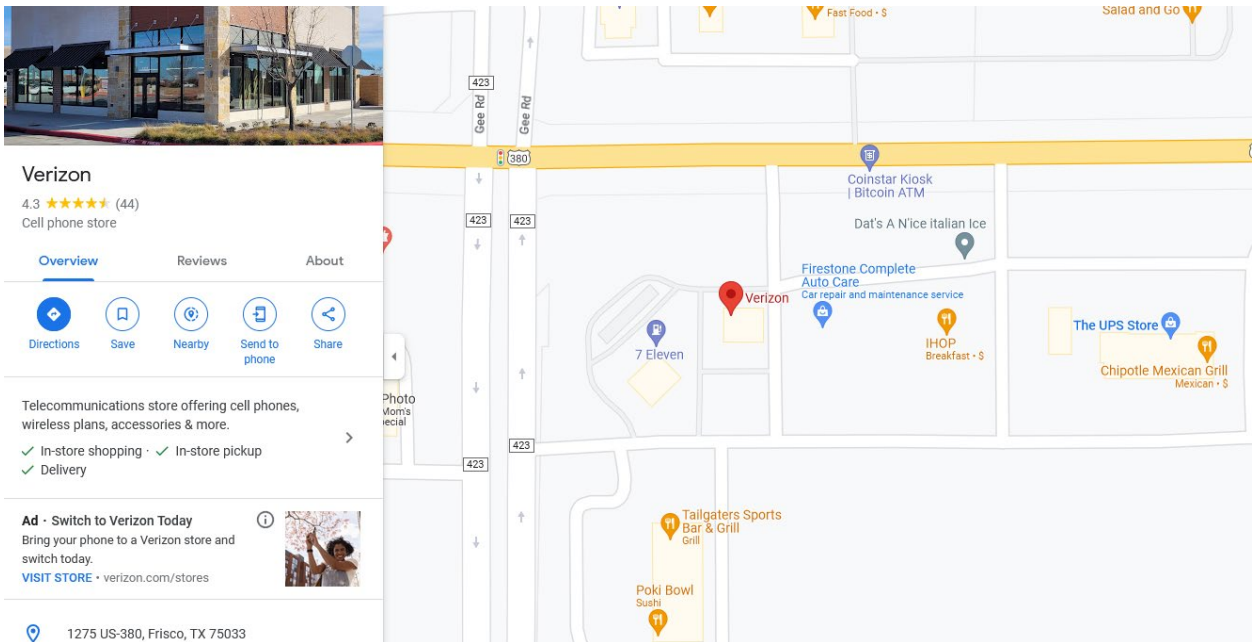 Verizon
4.3 (44)
Cell phone store
Overview
Reviews
About
Directions
Save
Nearby
Send to
phone
Share
Telecommunications store offering cell phones,
wireless plans, accessories & more.
In-store shopping · In-store pickup
Delivery
Ad · Switch to Verizon Today
Bring your phone to a Verizon store and
switch today.
VISIT STORE • verizon.com/stores
1275 US-380, Frisco, TX 75033
Fast Food • $
Salad and Go
423
Gee Rd
Gee Rd
380
Coinstar Kiosk
| Bitcoin ATM
423
423
Dat's A N'ice italian Ice
Firestone Complete
Auto Care
Car repair and maintenance service
Verizon
7 Eleven
IHOP
Breakfast • $
The UPS Store
Chipotle Mexican Grill
Mexican • $
Photo
Mom's
ecial
423
423
Tailgaters Sports
Bar & Grill
Grill
Poki Bowl
Sushi